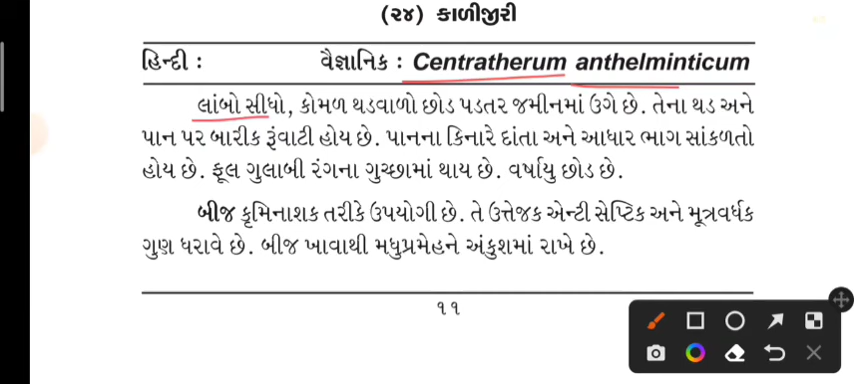 (૨૪) કાળીજીરી
હિન્દી : વૈજ્ઞાનિક : Centratherum anthelminticum
લાંબો સીધો, કોમળ થડવાળો છોડ પડતર જમીનમાં ઉગે છે. તેના થડ અને
પાન પર બારીક રૂંવાટી હોય છે. પાનના કિનારે દાંતા અને આધાર ભાગ સાંકળતો
હોય છે. ફૂલ ગુલાબી રંગના ગુચ્છામાં થાય છે. વર્ષાયુ છોડ છે.
બીજ કૃમિનાશક તરીકે ઉપયોગી છે. તે ઉત્તેજક એન્ટી સેપ્ટિક અને મૂત્રવર્ધક
ગુણ ધરાવે છે. બીજ ખાવાથી મધુપ્રમેહને અંકુશમાં રાખે છે.
૧૧